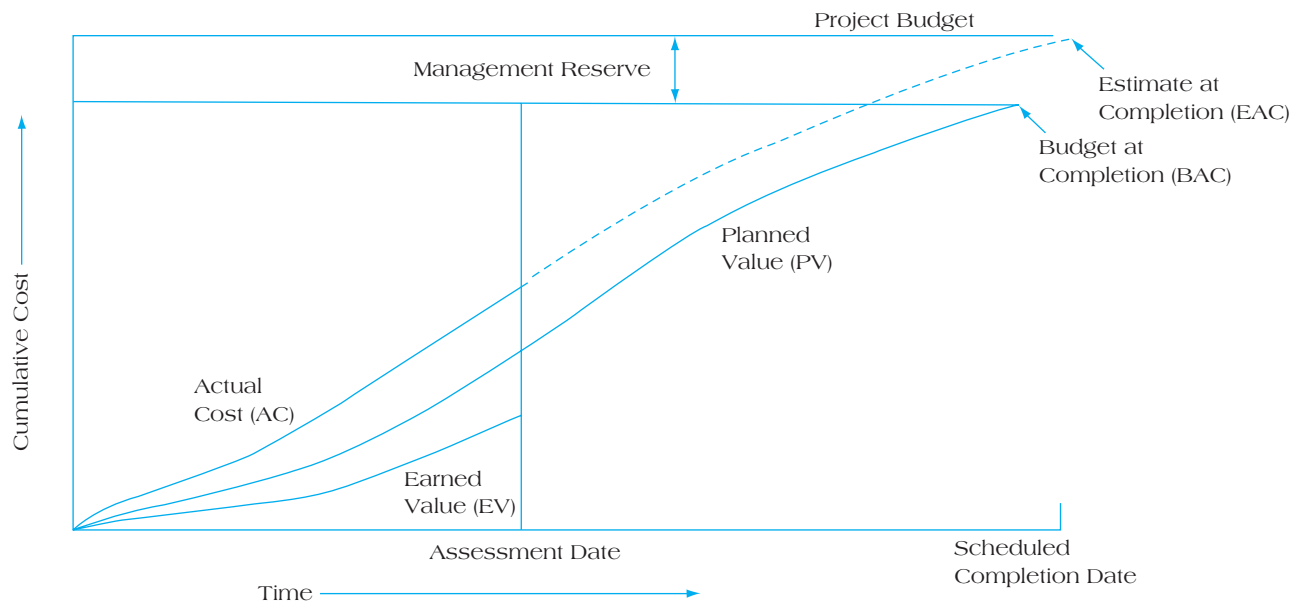 Project Budget
Management Reserve
Estimate at
Completion (EAC)
Budget at
Completion (BAC)
Planned
Value (PV)
Actual
Cost (AC)
Earned
Value (EV)
Cumulative Cost
Assessment Date
Scheduled
Completion Date
Time